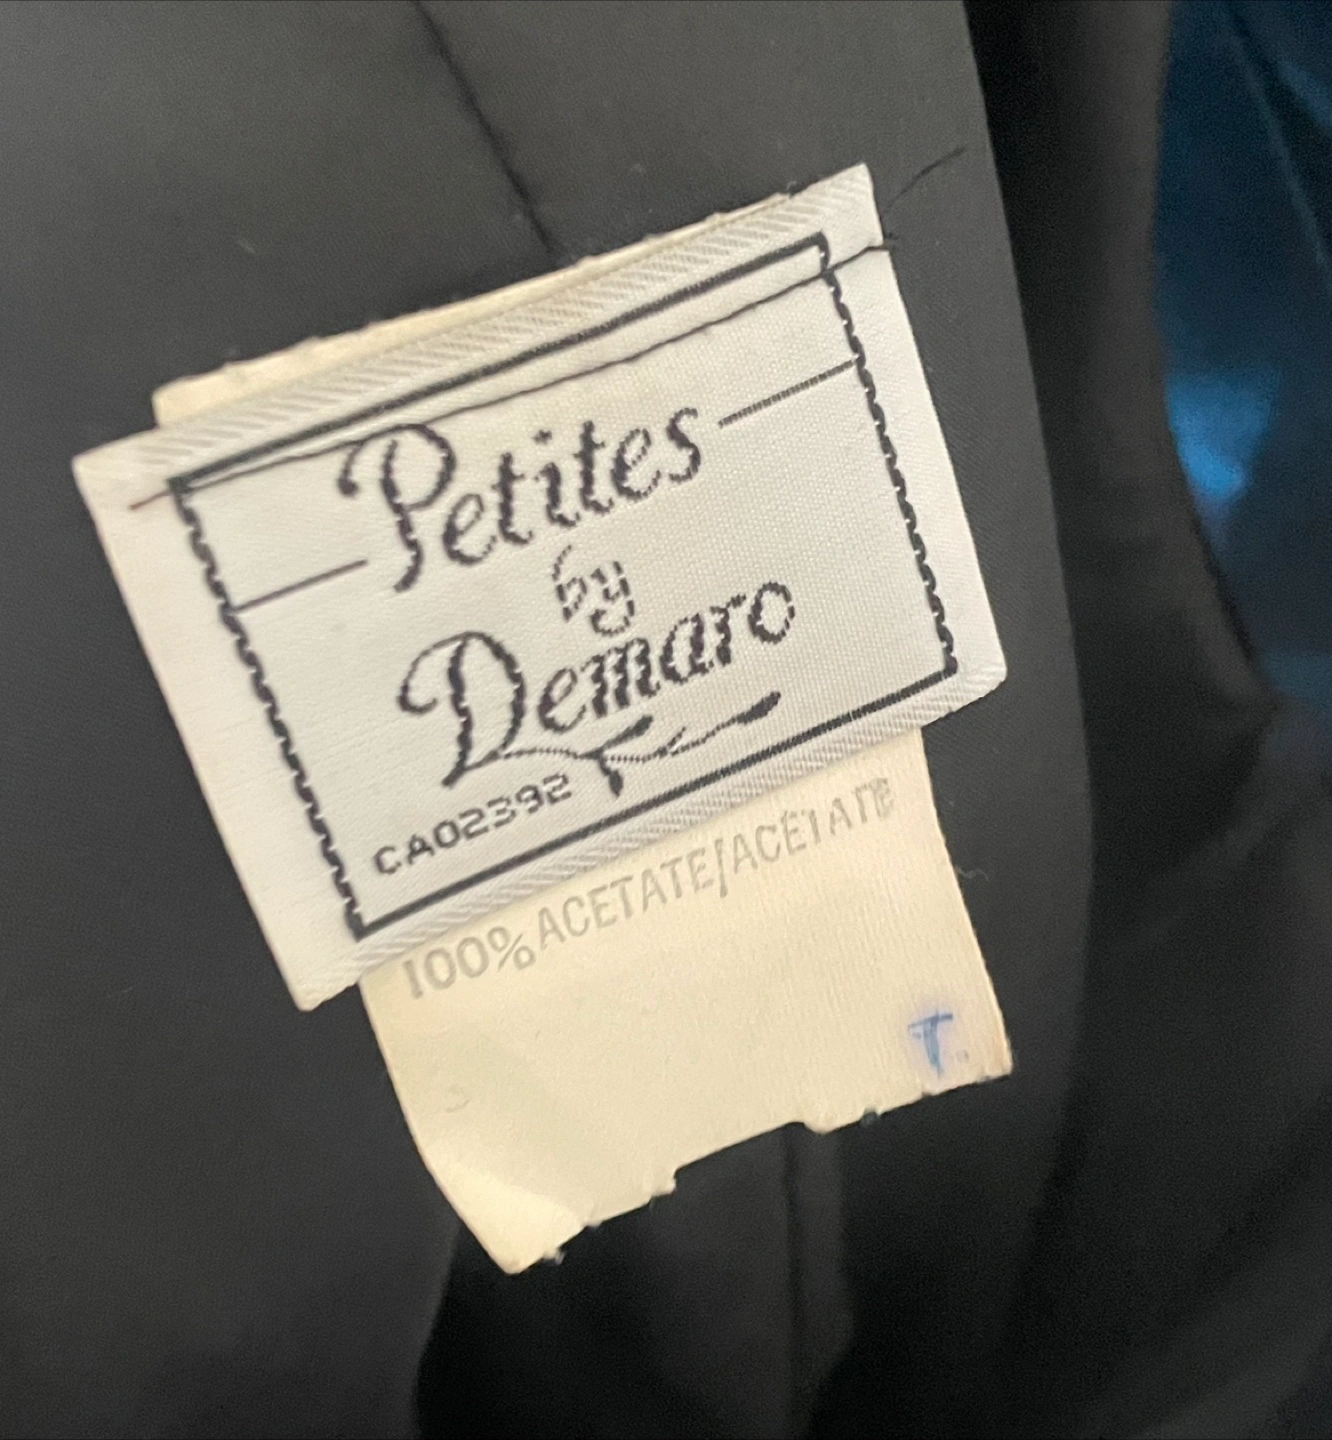 Petites
by
Demaro
CA02392
100% ACETATE/ACÉTATE
T.